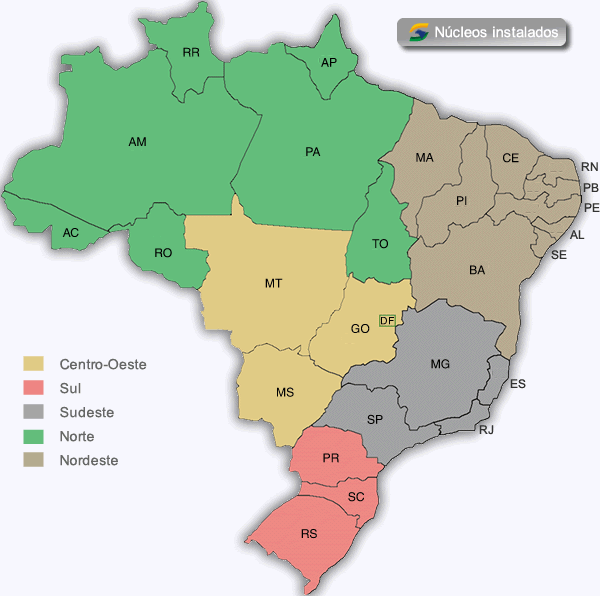 Núcleos instalados
RR
AP
AM
PA
MA
CE
RN
PB
PE
AL
SE
PI
AC
RO
TO
BA
MT
GO
DF
MG
ES
MS
SP
RJ
PR
SC
RS
Centro-Oeste
Sul
Sudeste
Norte
Nordeste